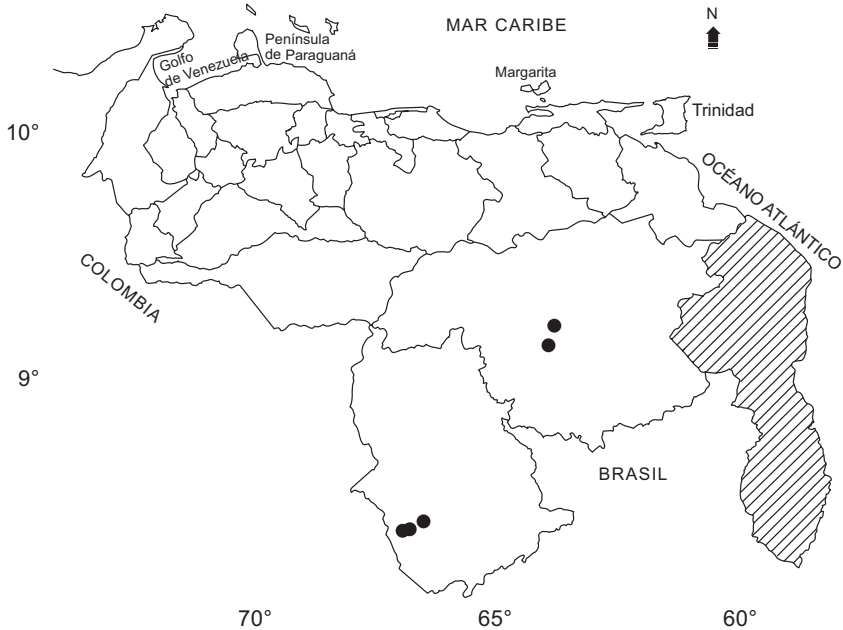 MAR CARIBE
N
Península
de Paraguaná
Golfo
de Venezuela
Margarita
Trinidad
10°
OCÉANO ATLÁNTICO
COLOMBIA
9°
BRASIL
70°
65°
60°